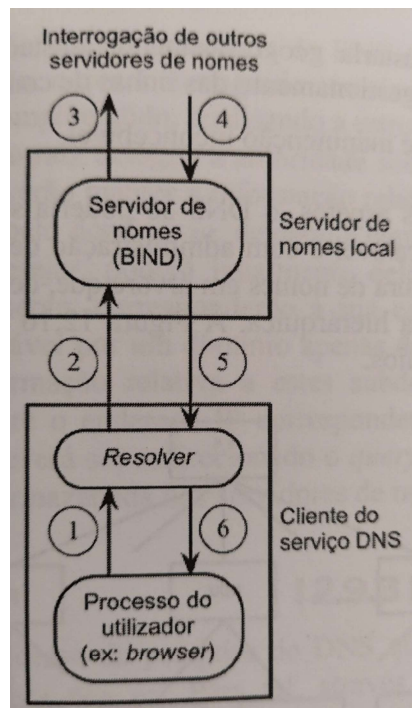 Interrogação de outros
servidores de nomes
3
4
Servidor de
nomes
(BIND)
Servidor de
nomes local
2
5
Resolver
1
6
Cliente do
serviço DNS
Processo do
utilizador
(ex: browser)